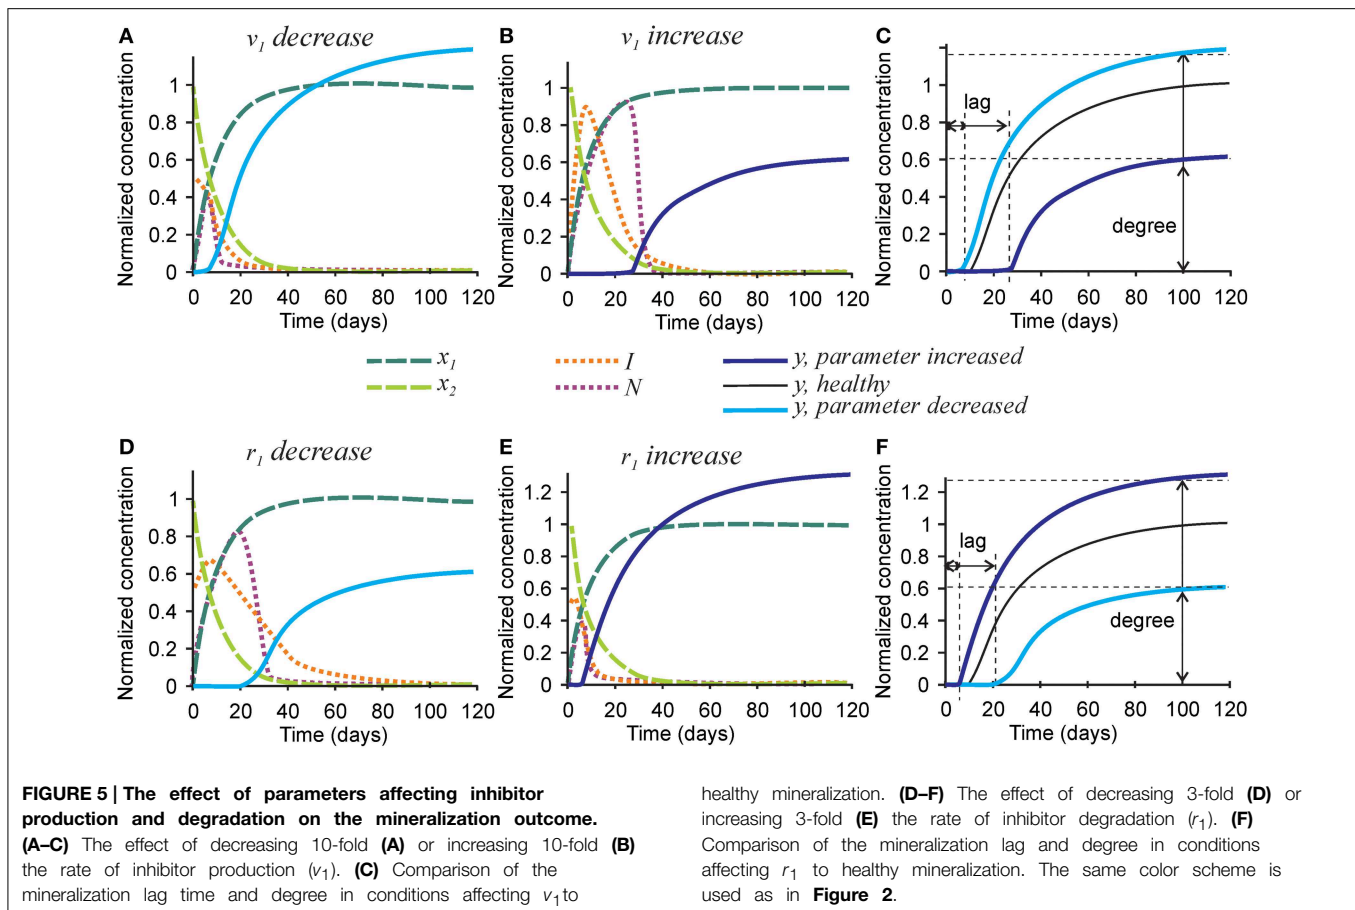 A
v1 decrease
Normalized concentration
1
0.8
0.6
0.4
0.2
0
0 20 40 60 80 100 120
Time (days)
B
v1 increase
Normalized concentration
1
0.8
0.6
0.4
0.2
0
0 20 40 60 80 100 120
Time (days)
C
Normalized concentration
1
0.8
0.6
0.4
0.2
0
lag
degree
0 20 40 60 80 100 120
Time (days)
x1
x2
I
N
y, parameter increased
y, healthy
y, parameter decreased
D
r1 decrease
Normalized concentration
1
0.8
0.6
0.4
0.2
0
0 20 40 60 80 100 120
Time (days)
E
r1 increase
Normalized concentration
1.2
1
0.8
0.6
0.4
0.2
0
0 20 40 60 80 100 120
Time (days)
F
Normalized concentration
1.2
1
0.8
0.6
0.4
0.2
0
lag
degree
0 20 40 60 80 100 120
Time (days)
FIGURE 5 | The effect of parameters affecting inhibitor
production and degradation on the mineralization outcome.
(A–C) The effect of decreasing 10-fold (A) or increasing 10-fold (B)
the rate of inhibitor production (v1). (C) Comparison of the
mineralization lag time and degree in conditions affecting v1to
healthy mineralization. (D–F) The effect of decreasing 3-fold (D) or
increasing 3-fold (E) the rate of inhibitor degradation (r1). (F)
Comparison of the mineralization lag and degree in conditions
affecting r1 to healthy mineralization. The same color scheme is
used as in Figure 2.